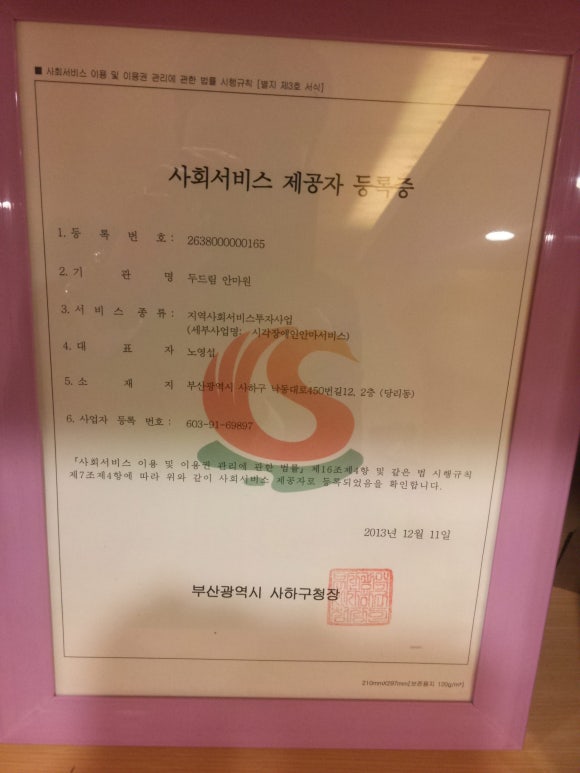 ■ 사회서비스 이용 및 이용권 관리에 관한 법률 시행규칙 [별지 제3호 서식]
사회서비스 제공자 등록증
1. 등 록 번 호 : 2638000000165
2. 기 관 명 두드림 안마원
3. 서 비 스 종 류 : 지역사회서비스투자사업
(세부사업명: 시각장애인안마서비스)
4. 대 표 자 노영섭
5. 소 재 지 부산광역시 사하구 낙동대로450번길12, 2층 (당리동)
6. 사업자 등록 번호 : 603-91-69897
「사회서비스 이용 및 이용권 관리에 관한 법률」 제16조제4항 및 같은 법 시행규칙
제7조제4항에 따라 위와 같이 사회서비스 제공자로 등록되었음을 확인합니다.
2013년 12월 11일
부산광역시 사하구청장
210mm×297mm[보존용지 120g/m²]